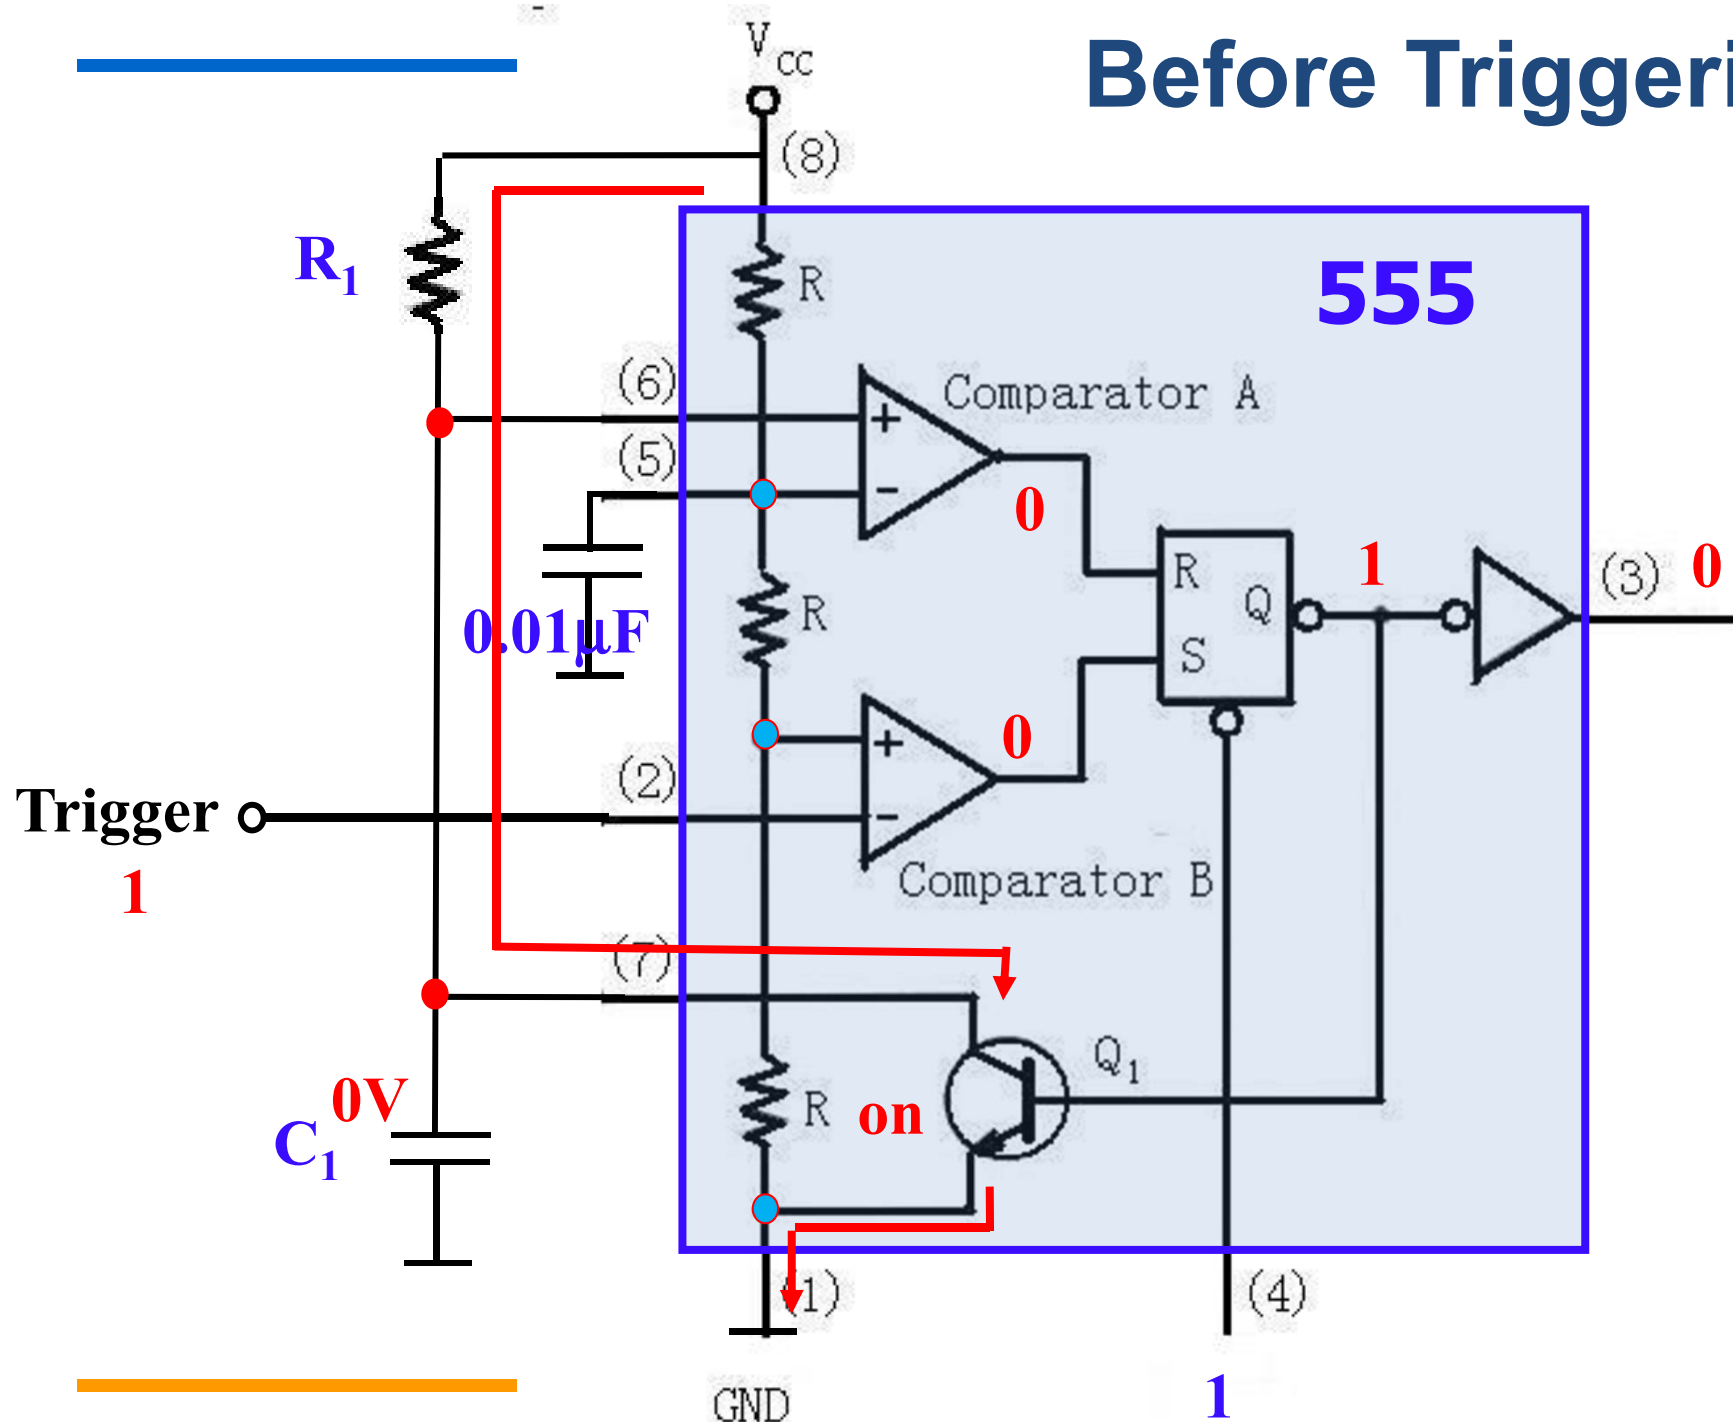 Before Triggeri
V
CC
(8)
R1
R
555
(6)
+
Comparator A
(5)
-
0
R
Q
1
(3)
0
0.01μF
R
S
0
+
(2)
Trigger
-
1
Comparator B
(7)
Q1
0V
C1
R
on
(1)
(4)
GND
1